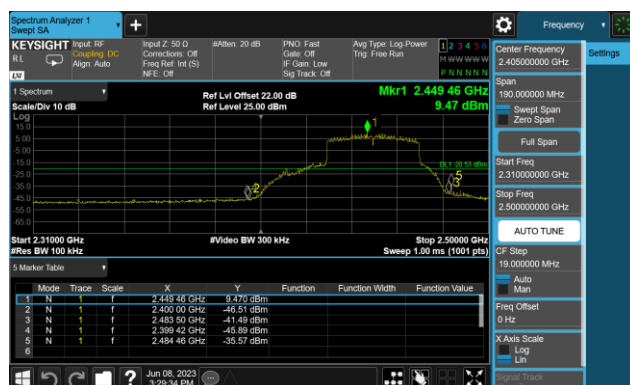 Spectrum Analyzer 1
Swept SA
Frequency
KEYSIGHT
Input: RF
Coupling: DC
Align: Auto
Input Z: 50 Ω
Corrections: Off
Freq Ref: Int (S)
NFE: Off
#Atten: 20 dB
PNO: Fast
Gate: Off
IF Gain: Low
Sig Track: Off
Avg Type: Log-Power
Trig: Free Run
1 2 3 4 5 6
M W W W W W
P N N N N N
R L
LXI
Center Frequency
2.405000000 GHz
Settings
Span
190.000000 MHz
Swept Span
Zero Span
Full Span
Start Freq
2.310000000 GHz
Stop Freq
2.500000000 GHz
AUTO TUNE
CF Step
19.000000 MHz
Auto
Man
Freq Offset
0 Hz
X Axis Scale
Log
Lin
Signal Track
1 Spectrum
Scale/Div 10 dB
Log
Ref Lvl Offset 22.00 dB
Ref Level 25.00 dBm
Mkr1 2.449 46 GHz
9.47 dBm
15.0
5.00
-5.00
-15.0
-25.0
-35.0
-45.0
-55.0
-65.0
1
DL1 -20.53 dBm
2
5
3
Start 2.31000 GHz
#Res BW 100 kHz
#Video BW 300 kHz
Stop 2.50000 GHz
Sweep 1.00 ms (1001 pts)
5 Marker Table
Mode Trace Scale X Y Function Function Width Function Value
1 N 1 f 2.449 46 GHz 9.470 dBm
2 N 1 f 2.400 00 GHz -46.51 dBm
3 N 1 f 2.483 50 GHz -41.49 dBm
4 N 1 f 2.399 42 GHz -45.89 dBm
5 N 1 f 2.484 46 GHz -35.57 dBm
6
?
Jun 08, 2023
3:29:34 PM